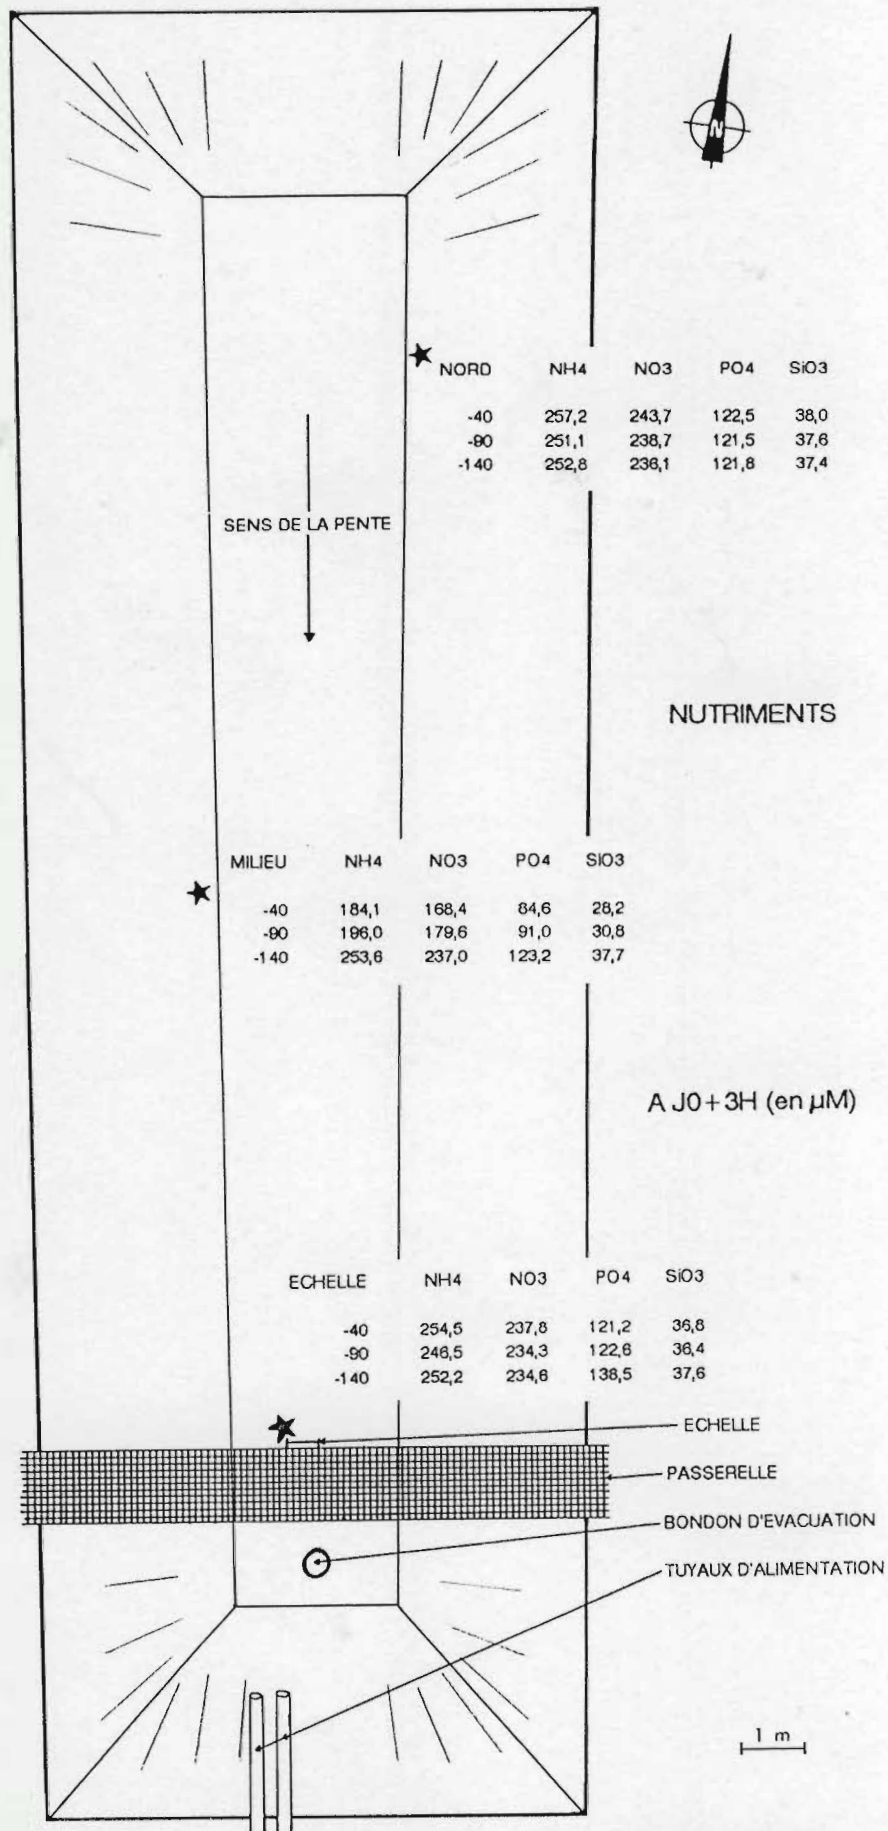 N
NORD NH4 NO3 PO4 SiO3
-40 257,2 243,7 122,5 38,0
-90 251,1 238,7 121,5 37,6
-140 252,8 236,1 121,8 37,4
SENS DE LA PENTE
NUTRIMENTS
MILIEU NH4 NO3 PO4 SiO3
-40 184,1 168,4 84,6 28,2
-90 196,0 179,6 91,0 30,8
-140 253,6 237,0 123,2 37,7
A J0+3H (en µM)
ECHELLE NH4 NO3 PO4 SiO3
-40 254,5 237,8 121,2 36,8
-90 246,5 234,3 122,6 36,4
-140 252,2 234,6 138,5 37,6
ECHELLE
PASSERELLE
BONDON D'EVACUATION
TUYAUX D'ALIMENTATION
1 m